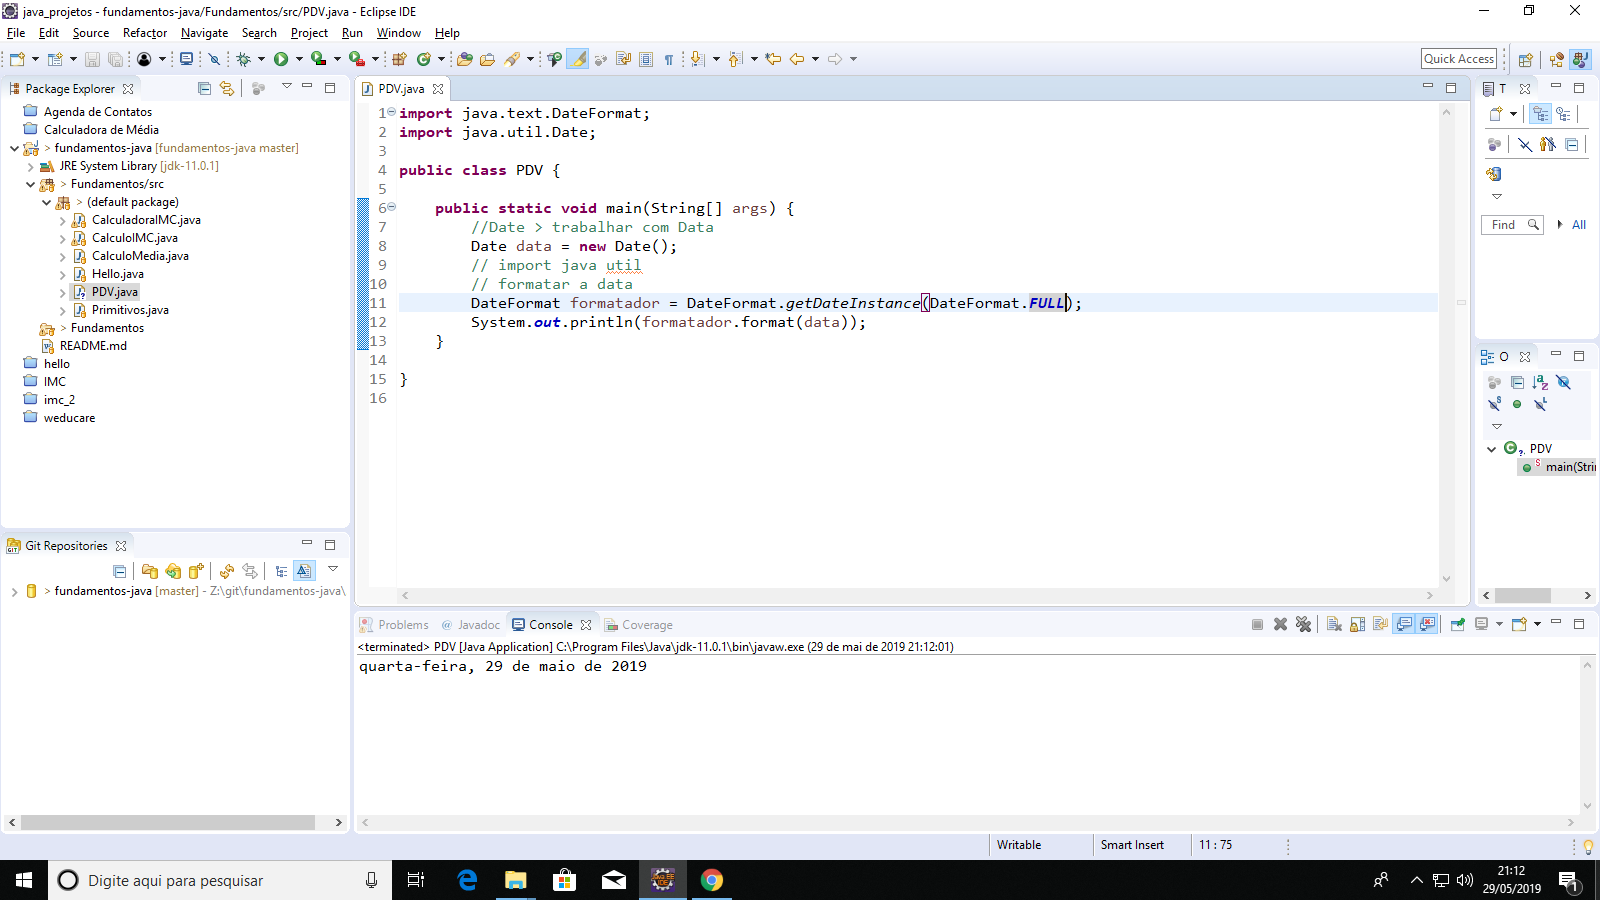 java_projetos - fundamentos-java/Fundamentos/src/PDV.java - Eclipse IDE
File Edit Source Refactor Navigate Search Project Run Window Help
Quick Access
Package Explorer
Agenda de Contatos
Calculadora de Média
> fundamentos-java [fundamentos-java master]
JRE System Library [jdk-11.0.1]
> Fundamentos/src
> (default package)
CalculadoraIMC.java
CalculoIMC.java
CalculoMedia.java
Hello.java
PDV.java
Primitivos.java
> Fundamentos
README.md
hello
IMC
imc_2
weducare
Git Repositories
> fundamentos-java [master] - Z:\git\fundamentos-java\
PDV.java
1 import java.text.DateFormat;
2 import java.util.Date;
3
4 public class PDV {
5
6 public static void main(String[] args) {
7 //Date > trabalhar com Data
8 Date data = new Date();
9 // import java util
10 // formatar a data
11 DateFormat formatador = DateFormat.getDateInstance(DateFormat.FULL);
12 System.out.println(formatador.format(data));
13 }
14
15 }
16
T
Find
All
O
PDV
main(Stri
Problems Javadoc Console Coverage
<terminated> PDV [Java Application] C:\Program Files\Java\jdk-11.0.1\bin\javaw.exe (29 de mai de 2019 21:12:01)
quarta-feira, 29 de maio de 2019
Writable Smart Insert 11 : 75
Digite aqui para pesquisar
21:12
29/05/2019
1